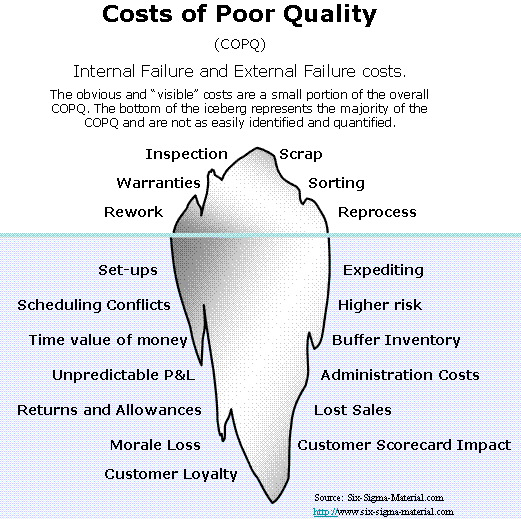 Costs of Poor Quality
(COPQ)
Internal Failure and External Failure costs.
The obvious and “visible” costs are a small portion of the overall
COPQ. The bottom of the iceberg represents the majority of the
COPQ and are not as easily identified and quantified.
Inspection Scrap
Warranties Sorting
Rework Reprocess
Set-ups Expediting
Scheduling Conflicts Higher risk
Time value of money Buffer Inventory
Unpredictable P&L Administration Costs
Returns and Allowances Lost Sales
Morale Loss Customer Scorecard Impact
Customer Loyalty
Source: Six-Sigma-Material.com
http://www.six-sigma-material.com